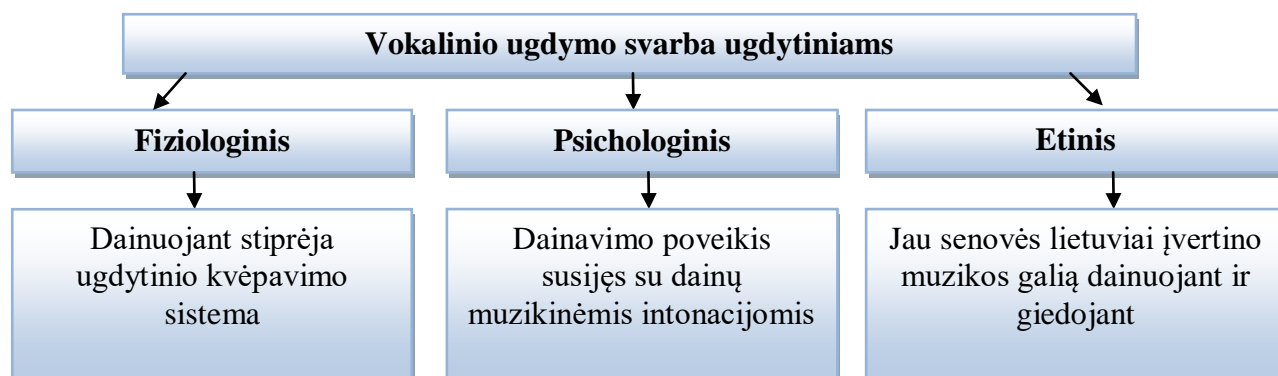 Vokalinio ugdymo svarba ugdytiniams
Fiziologinis
Psichologinis
Etinis
Dainuojant stiprėja
ugdytinio kvėpavimo
sistema
Dainavimo poveikis
susijęs su dainų
muzikinėmis intonacijomis
Jau senovės lietuviai įvertino
muzikos galią dainuojant ir
giedojant